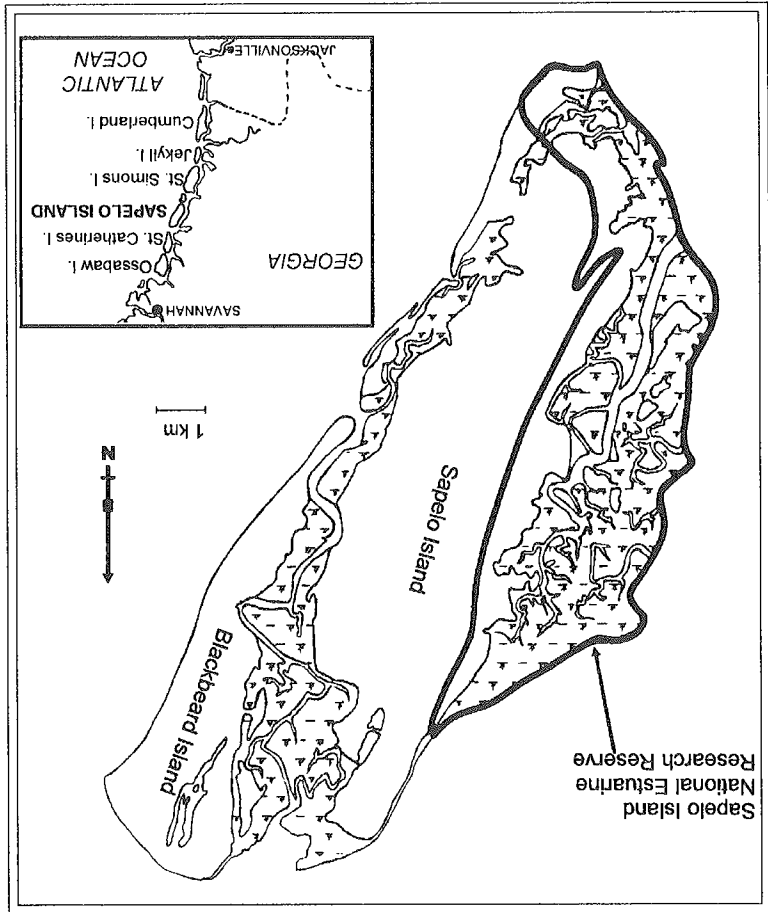 Sapelo Island
National Estuarine
Research Reserve
Blackbeard Island
Sapelo Island
N
1 km
SAVANNAH
GEORGIA
Ossabaw I.
St. Catherines I.
SAPELO ISLAND
St. Simons I.
Jekyll I.
Cumberland I.
ATLANTIC
OCEAN
JACKSONVILLE